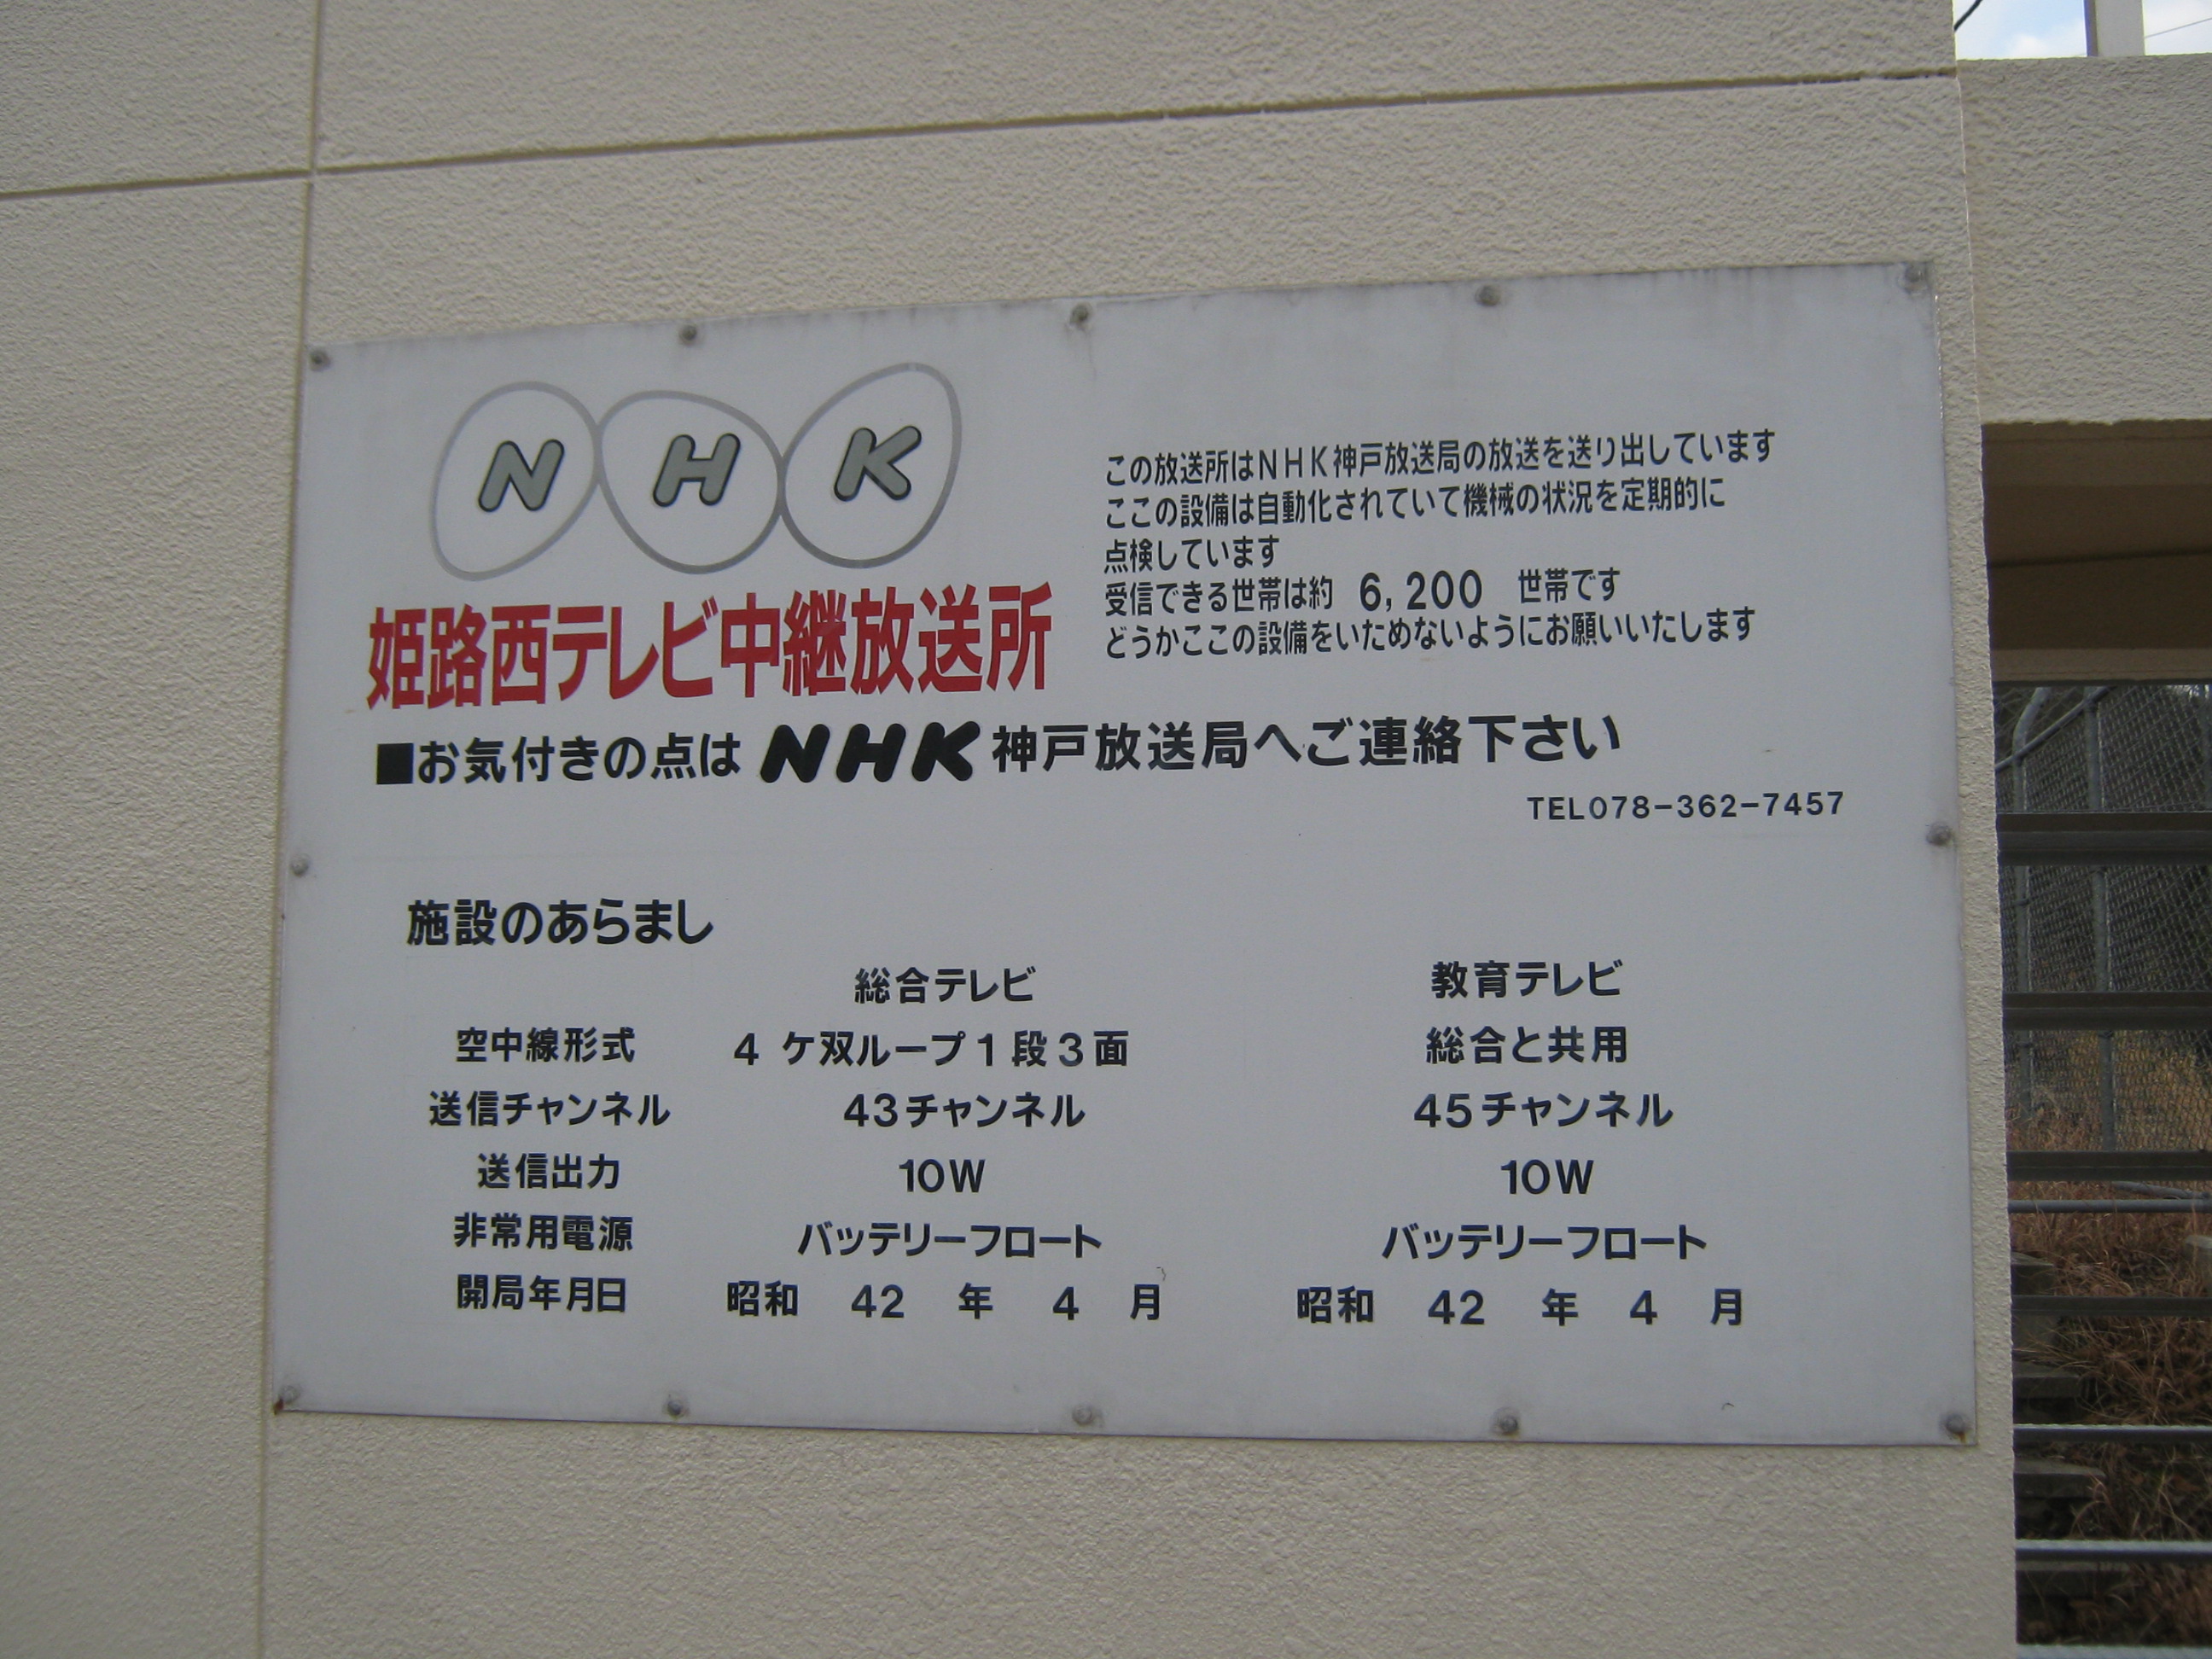 NHK
姫路西テレビ中継放送所
この放送所はNHK神戸放送局の放送を送り出しています
ここの設備は自動化されていて機械の状況を定期的に
点検しています
受信できる世帯は約 6,200 世帯です
どうかここの設備をいためないようにお願いいたします
■お気付きの点は NHK 神戸放送局へご連絡下さい
TEL078-362-7457
施設のあらまし
総合テレビ 教育テレビ
空中線形式 4 ケ双ループ1段3面 総合と共用
送信チャンネル 43チャンネル 45チャンネル
送信出力 10W 10W
非常用電源 バッテリーフロート バッテリーフロート
開局年月日 昭和 42 年 4 月 昭和 42 年 4 月